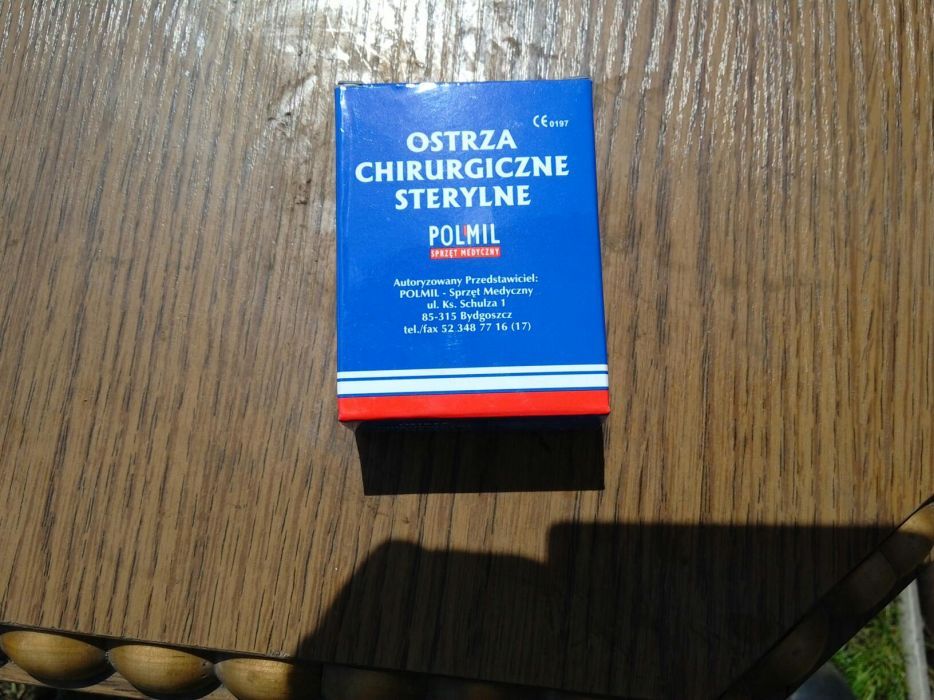 CE 0197
OSTRZA
CHIRURGICZNE
STERYLNE
POLMIL
SPRZĘT MEDYCZNY
Autoryzowany Przedstawiciel:
POLMIL - Sprzęt Medyczny
ul. Ks. Schulza 1
85-315 Bydgoszcz
tel./fax 52 348 77 16 (17)